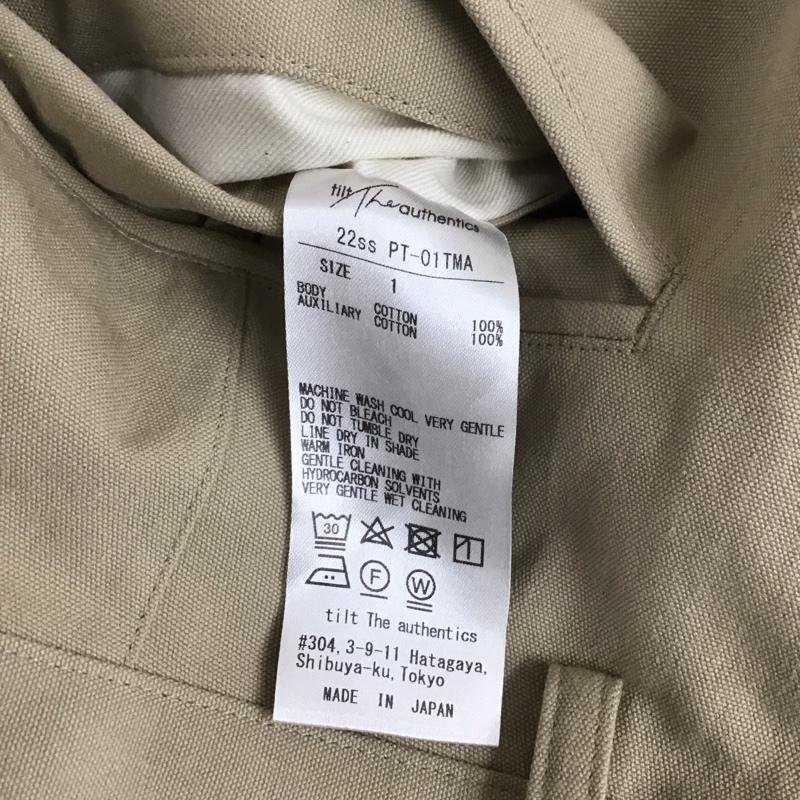 tilt The authentics
22ss PT-01TMA
SIZE 1
BODY COTTON 100%
AUXILIARY COTTON 100%
MACHINE WASH COOL VERY GENTLE
DO NOT BLEACH
DO NOT TUMBLE DRY
LINE DRY IN SHADE
WARM IRON
GENTLE CLEANING WITH
HYDROCARBON SOLVENTS
VERY GENTLE WET CLEANING
30
F W
tilt The authentics
#304, 3-9-11 Hatagaya,
Shibuya-ku, Tokyo
MADE IN JAPAN